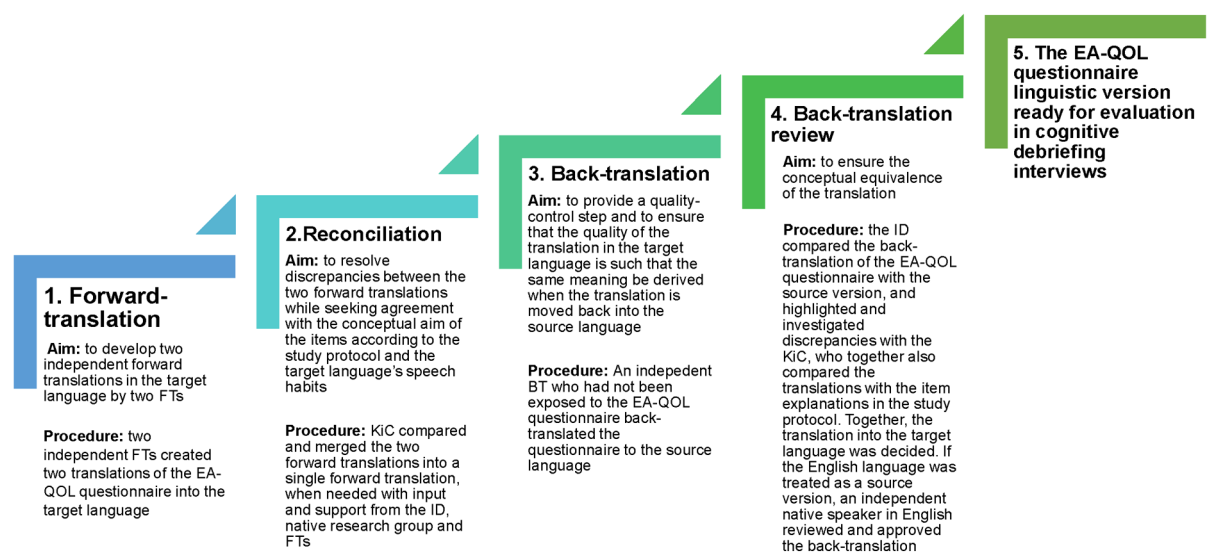 1. Forward-
translation
Aim: to develop two
independent forward
translations in the target
language by two FTs
Procedure: two
independent FTs created
two translations of the EA-
QOL questionnaire into the
target language
2.Reconciliation
Aim: to resolve
discrepancies between the
two forward translations
while seeking agreement
with the conceptual aim of
the items according to the
study protocol and the
target language's speech
habits
Procedure: KiC compared
and merged the two
forward translations into a
single forward translation,
when needed with input
and support from the ID,
native research group and
FTs
3. Back-translation
Aim: to provide a quality-
control step and to ensure
that the quality of the
translation in the target
language is such that the
same meaning be derived
when the translation is
moved back into the
source language
Procedure: An indepedent
BT who had not been
exposed to the EA-QOL
questionnaire back-
translated the
questionnaire to the source
language
4. Back-translation
review
Aim: to ensure the
conceptual equivalence
of the translation
Procedure: the ID
compared the back-
translation of the EA-QOL
questionnaire with the
source version, and
highlighted and
investigated
discrepancies with the
KiC, who together also
compared the
translations with the item
explanations in the study
protocol. Together, the
translation into the target
language was decided. If
the English language was
treated as a source
version, an independent
native speaker in English
reviewed and approved
the back-translation
5. The EA-QOL
questionnaire
linguistic version
ready for evaluation
in cognitive
debriefing
interviews